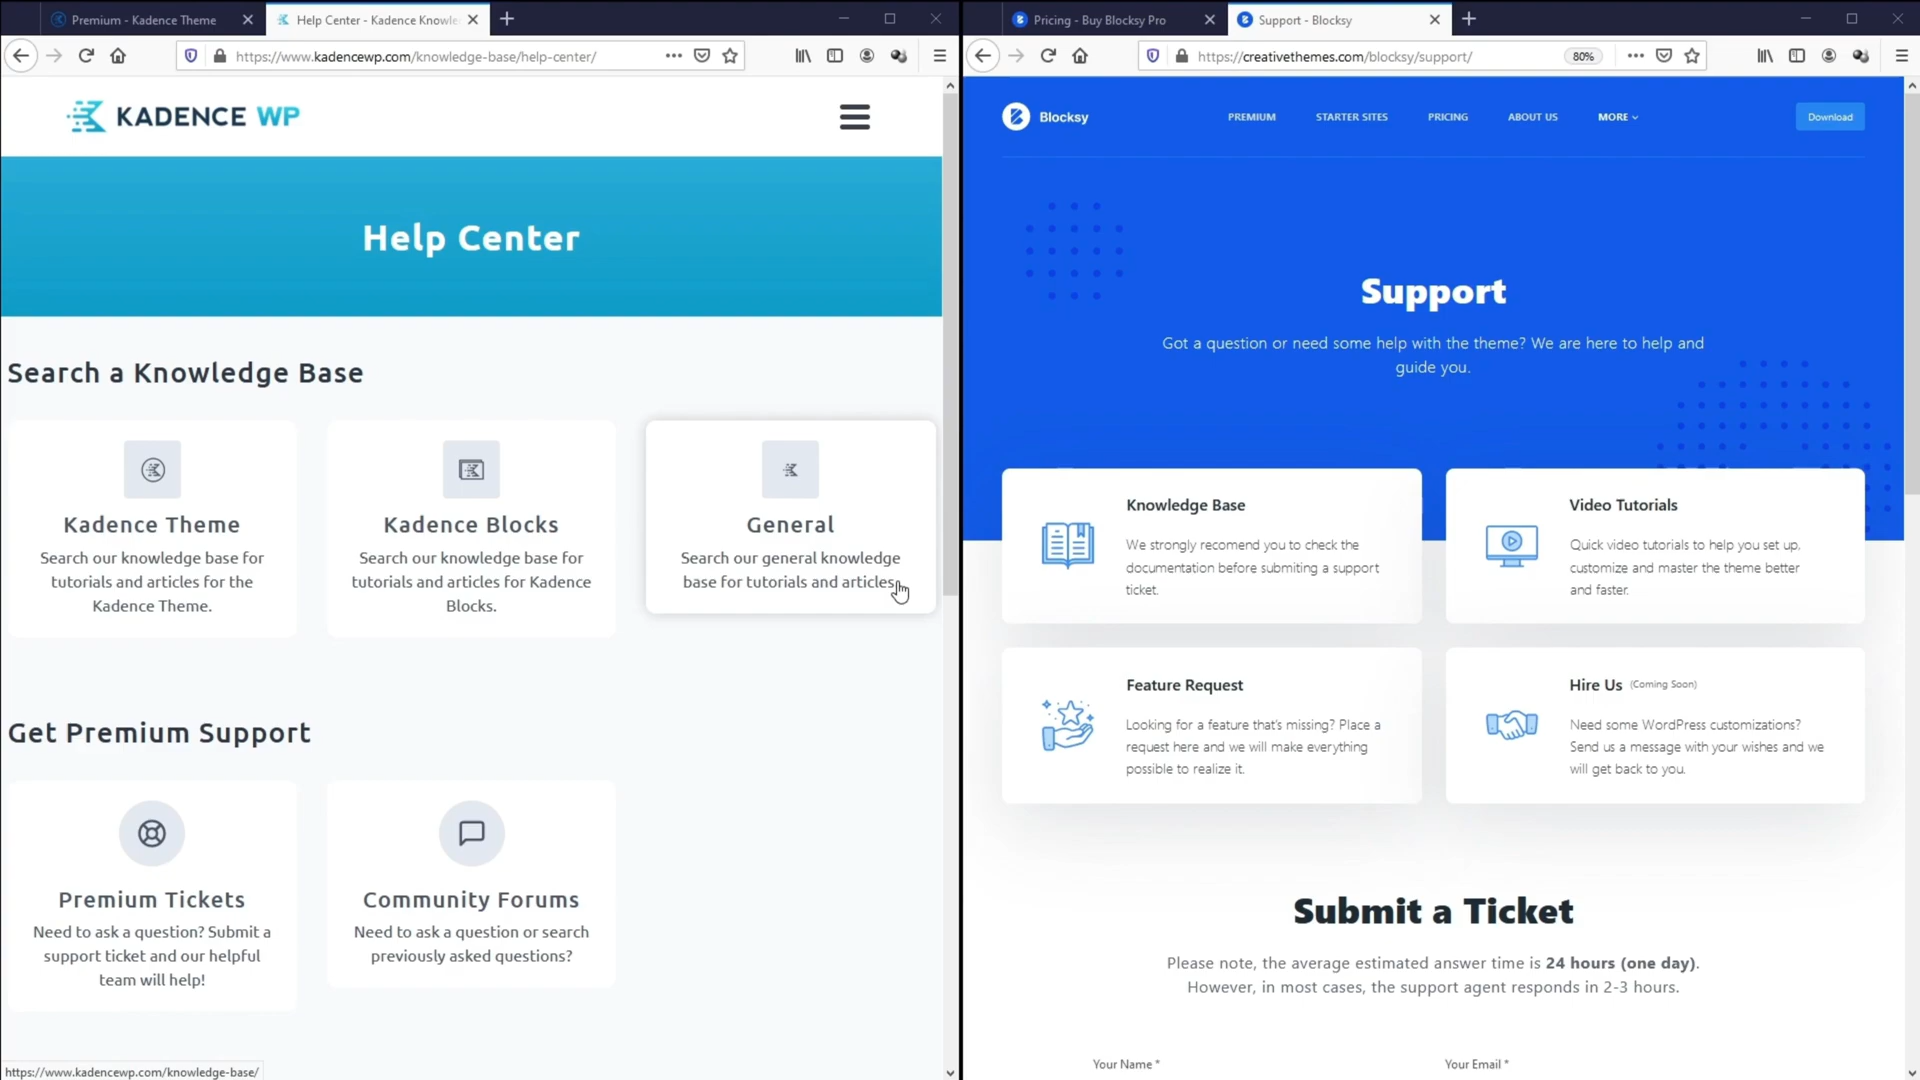 Premium - Kadence Theme
Help Center - Kadence Knowle
https://www.kadencewp.com/knowledge-base/help-center/
KADENCE WP
Help Center
Search a Knowledge Base
Kadence Theme
Search our knowledge base for
tutorials and articles for the
Kadence Theme.
Kadence Blocks
Search our knowledge base for
tutorials and articles for Kadence
Blocks.
General
Search our general knowledge
base for tutorials and articles
Get Premium Support
Premium Tickets
Need to ask a question? Submit a
support ticket and our helpful
team will help!
Community Forums
Need to ask a question or search
previously asked questions?
https://www.kadencewp.com/knowledge-base/
Pricing - Buy Blocksy Pro
Support - Blocksy
https://creativethemes.com/blocksy/support/
80%
Blocksy
PREMIUM
STARTER SITES
PRICING
ABOUT US
MORE
Download
Support
Got a question or need some help with the theme? We are here to help and
guide you.
Knowledge Base
We strongly recomend you to check the
documentation before submiting a support
ticket.
Video Tutorials
Quick video tutorials to help you set up,
customize and master the theme better
and faster.
Feature Request
Looking for a feature that's missing? Place a
request here and we will make everything
possible to realize it.
Hire Us (Coming Soon)
Need some WordPress customizations?
Send us a message with your wishes and we
will get back to you.
Submit a Ticket
Please note, the average estimated answer time is 24 hours (one day).
However, in most cases, the support agent responds in 2-3 hours.
Your Name *
Your Email *